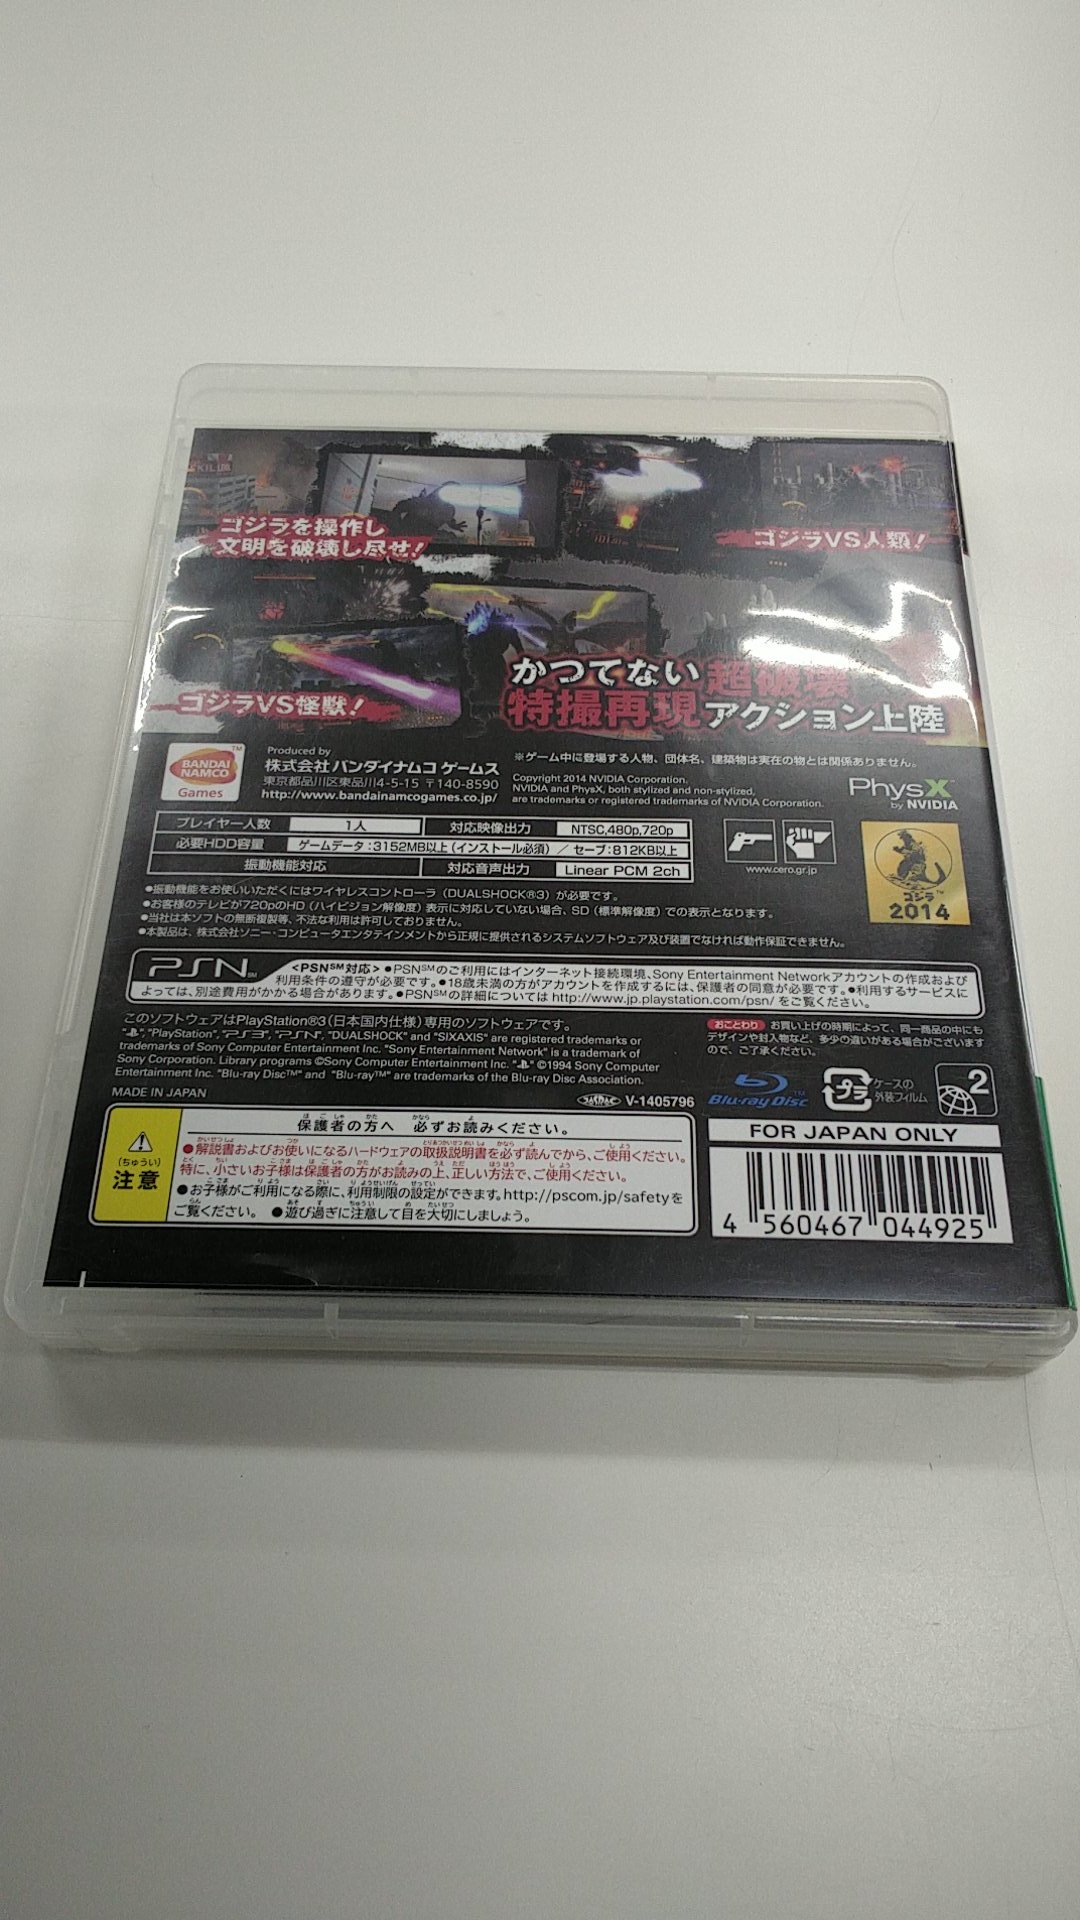 ゴジラを操作し
文明を破壊し尽せ!
ゴジラVS人類!
ゴジラVS怪獣!
かつてない超破壊
特撮再現アクション上陸
BANDAI
NAMCO
Games
Produced by
株式会社 バンダイナムコ ゲームス
東京都品川区東品川4-5-15 〒140-8590
http://www.bandainamcogames.co.jp/
※ゲーム中に登場する人物、団体名、建築物は実在の物とは関係ありません。
Copyright 2014 NVIDIA Corporation.
NVIDIA and PhysX, both stylized and non-stylized,
are trademarks or registered trademarks of NVIDIA Corporation.
PhysX™
by NVIDIA
プレイヤー人数 1人 対応映像出力 NTSC,480p,720p
必要HDD容量 ゲームデータ:3152MB以上(インストール必須) / セーブ:812KB以上
振動機能対応 対応音声出力 Linear PCM 2ch
www.cero.gr.jp
ゴジラ™
2014
●振動機能をお使いいただくにはワイヤレスコントローラ(DUALSHOCK®3)が必要です。
●お客様のテレビが720pのHD(ハイビジョン解像度)表示に対応していない場合、SD(標準解像度)での表示となります。
●当社は本ソフトの無断複製等、不法な利用は許可しておりません。
●本製品は、株式会社ソニー・コンピュータエンタテインメントから正規に提供されるシステムソフトウェア及び装置でなければ動作保証できません。
PSN℠ <PSN℠対応> ●PSN℠のご利用にはインターネット接続環境、Sony Entertainment Networkアカウントの作成および
利用条件の遵守が必要です。●18歳未満の方がアカウントを作成するには、保護者の同意が必要です。●利用するサービスに
よっては、別途費用がかかる場合があります。●PSN℠の詳細については http://www.jp.playstation.com/psn/ をご覧ください。
このソフトウェアはPlayStation®3(日本国内仕様)専用のソフトウェアです。
" ", "PlayStation", "PS3", "PSN", "DUALSHOCK" and "SIXAXIS" are registered trademarks or
trademarks of Sony Computer Entertainment Inc. "Sony Entertainment Network" is a trademark of
Sony Corporation. Library programs ©Sony Computer Entertainment Inc. " " ©1994 Sony Computer
Entertainment Inc. "Blu-ray Disc™" and "Blu-ray™" are trademarks of the Blu-ray Disc Association.
おことわり お買い上げの時期によって、同一商品の中にも
デザインや封入物など、多少の違いがある場合がございます
ので、ご了承ください。
MADE IN JAPAN
V-1405796
Blu-ray Disc™
プラ
ケースの
外装フィルム
2
注意
(ちゅうい)
保護者の方へ 必ずお読みください。
●解説書およびお使いになるハードウェアの取扱説明書を必ず読んでから、ご使用ください。
特に、小さいお子様は保護者の方がお読みの上、正しい方法で、ご使用ください。
●お子様がご利用になる際に、利用制限の設定ができます。http://pscom.jp/safetyを
ご覧ください。 ●遊び過ぎに注意して目を大切にしましょう。
FOR JAPAN ONLY
4 560467 044925